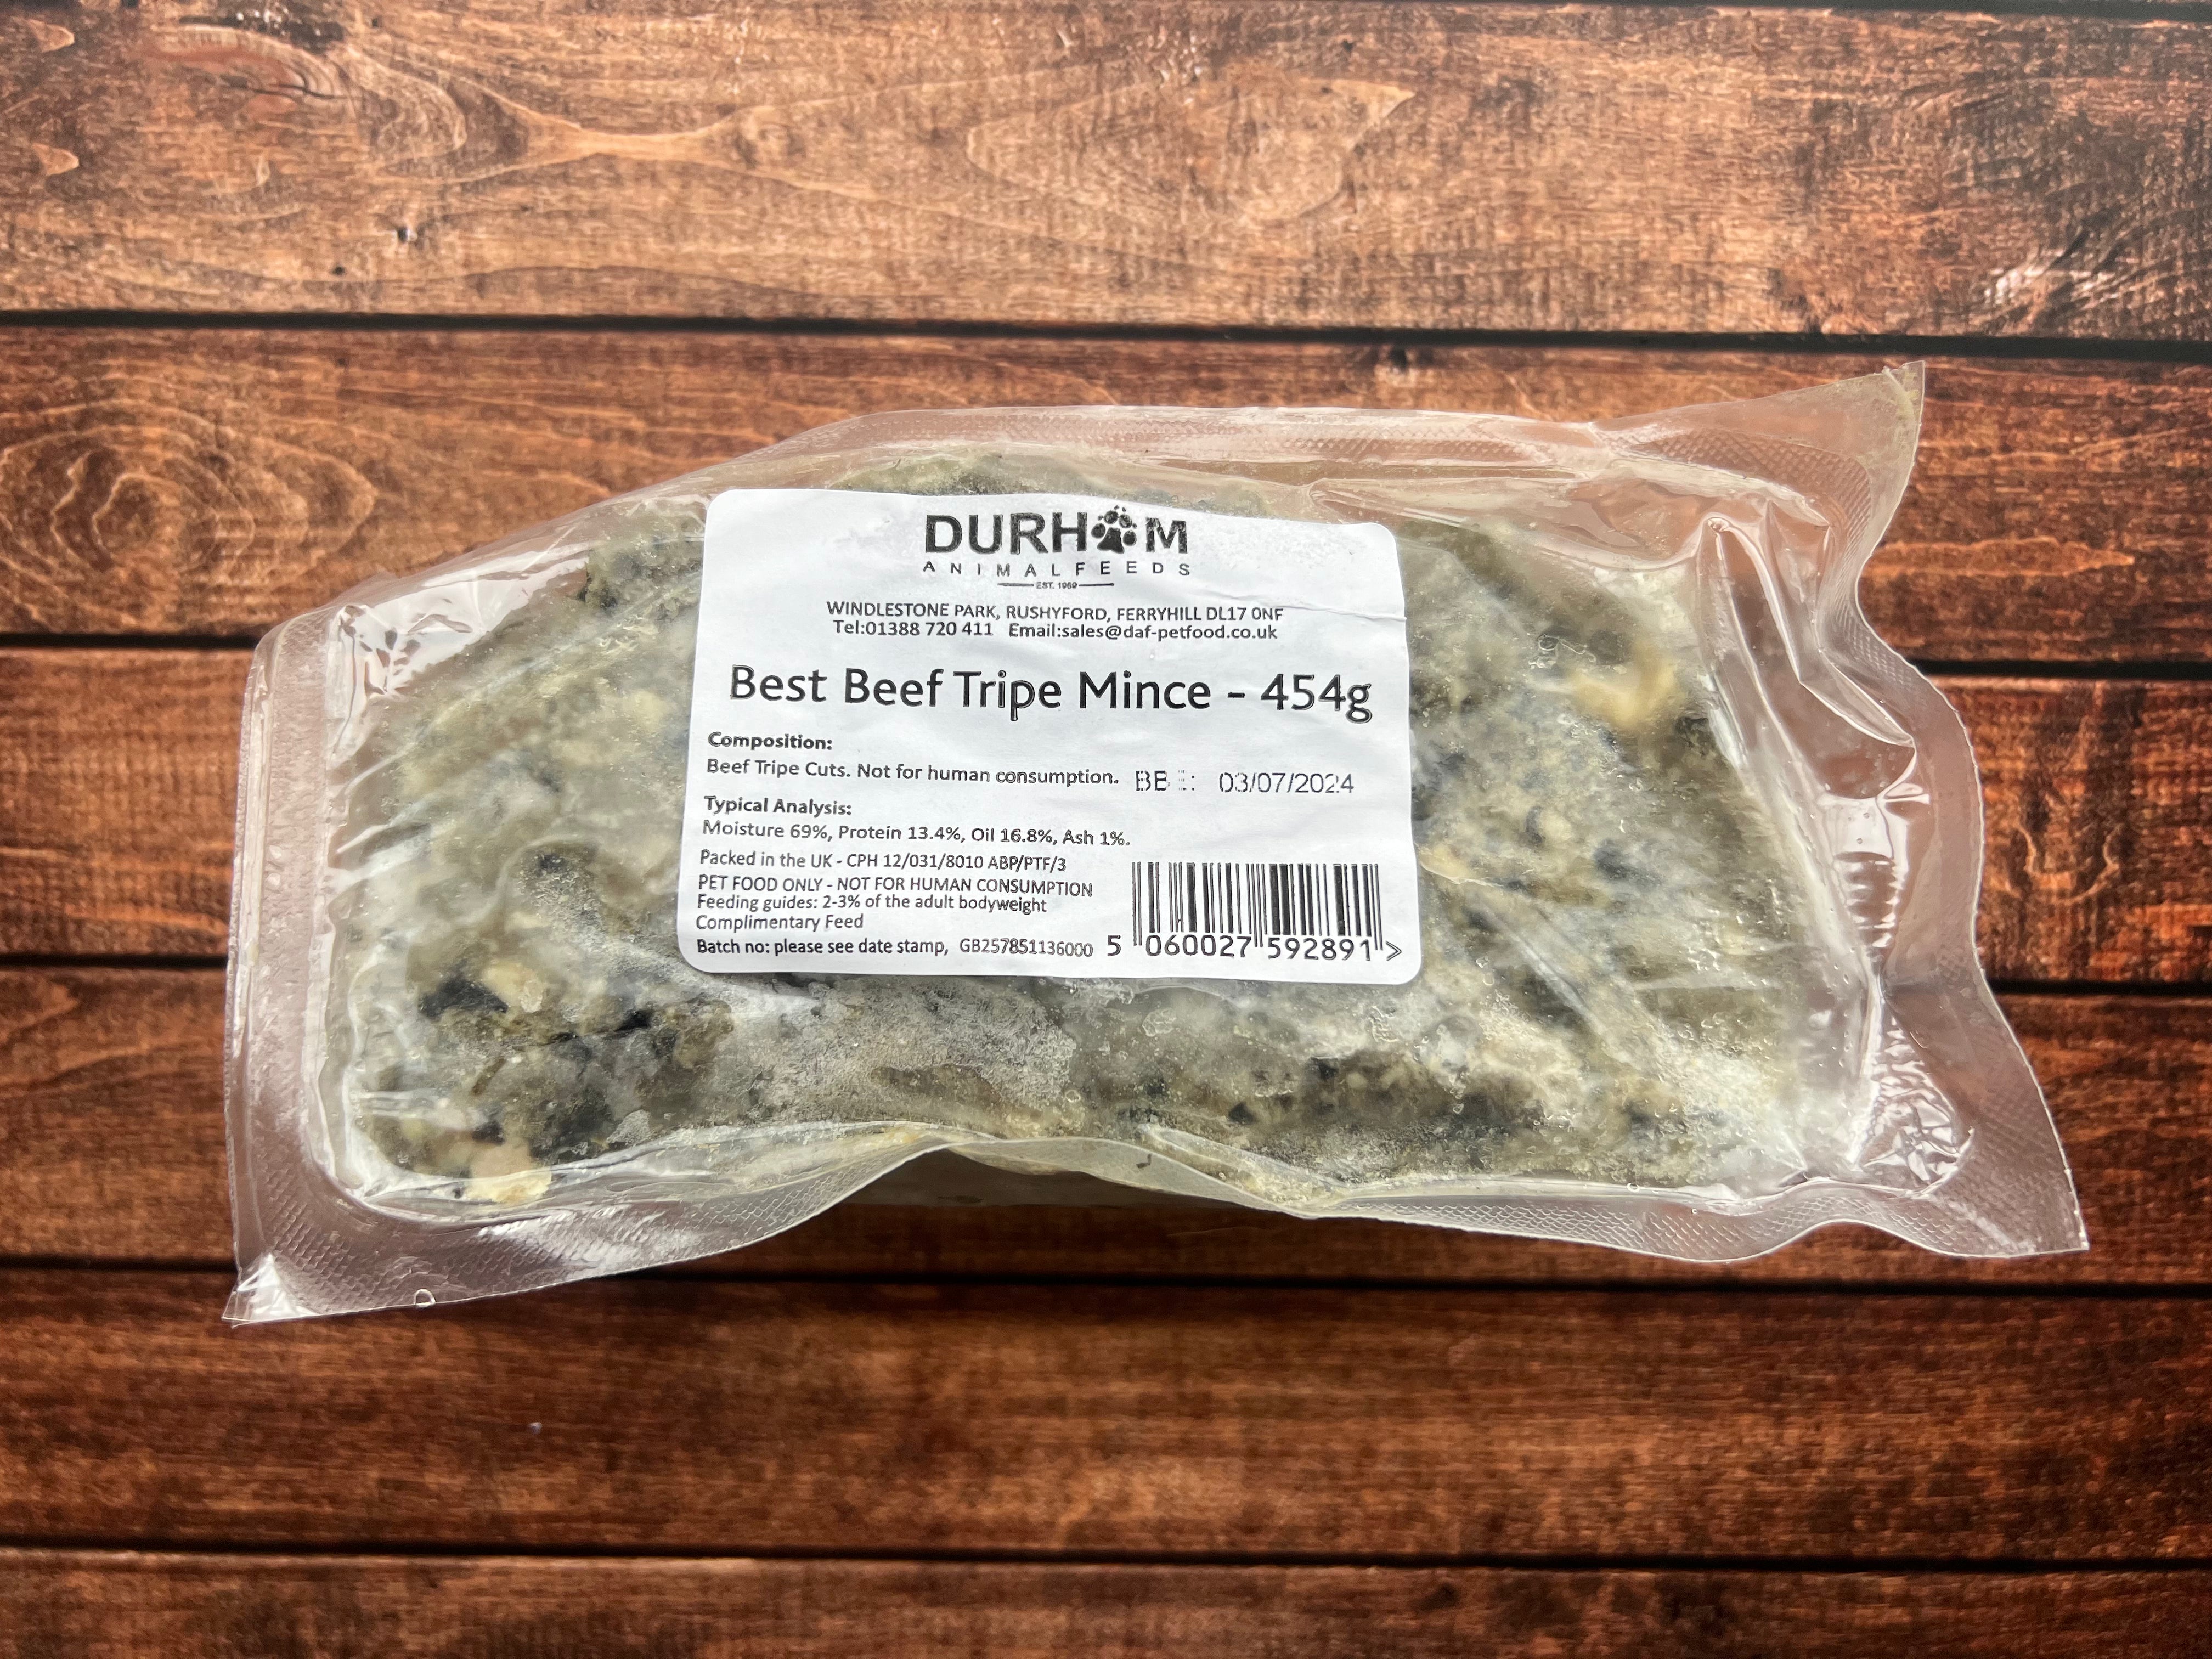 DURHAM
ANIMALFEEDS
EST. 1969
WINDLESTONE PARK, RUSHYFORD, FERRYHILL DL17 0NF
Tel:01388 720 411 Email:sales@daf-petfood.co.uk
Best Beef Tripe Mince - 454g
Composition:
Beef Tripe Cuts. Not for human consumption. BBE: 03/07/2024
Typical Analysis:
Moisture 69%, Protein 13.4%, Oil 16.8%, Ash 1%.
Packed in the UK - CPH 12/031/8010 ABP/PTF/3
PET FOOD ONLY - NOT FOR HUMAN CONSUMPTION
Feeding guides: 2-3% of the adult bodyweight
Complimentary Feed
Batch no: please see date stamp, GB257851136000 5 060027 592891 >